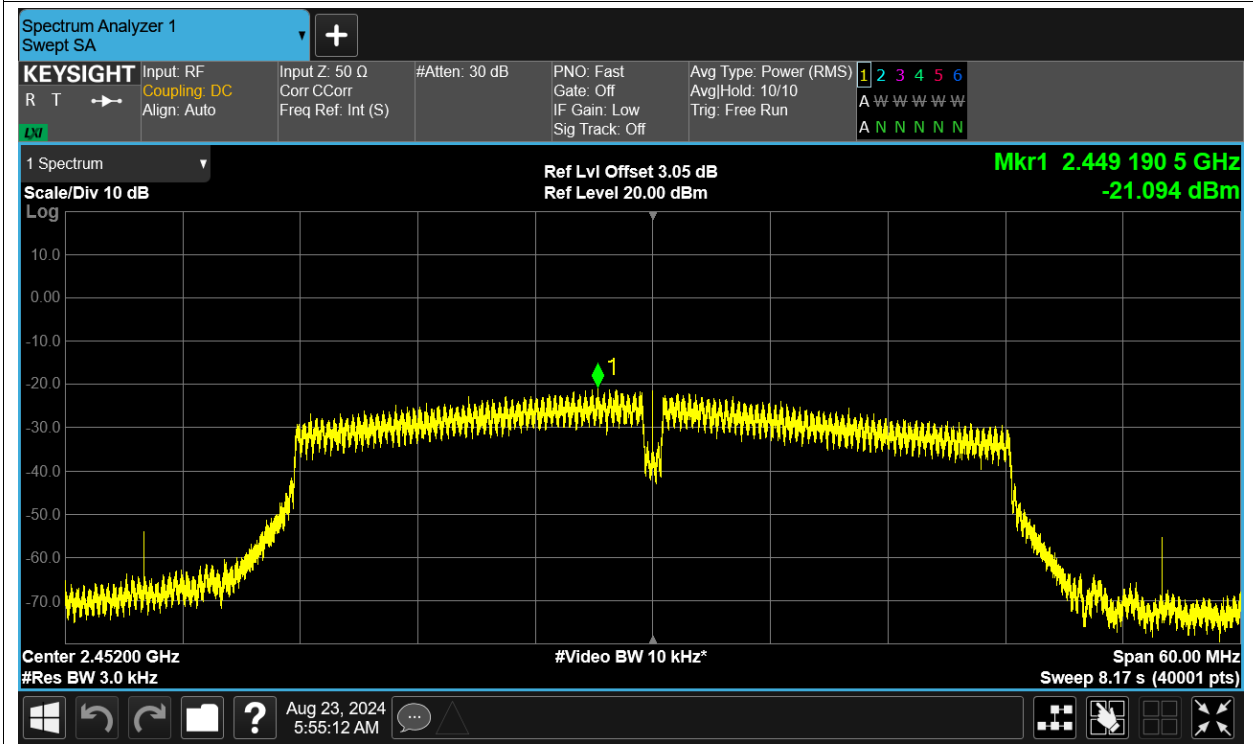 Spectrum Analyzer 1
Swept SA
+
KEYSIGHT
R T
LXI
Input: RF
Coupling: DC
Align: Auto
Input Z: 50 Ω
Corr CCorr
Freq Ref: Int (S)
#Atten: 30 dB
PNO: Fast
Gate: Off
IF Gain: Low
Sig Track: Off
Avg Type: Power (RMS)
Avg|Hold: 10/10
Trig: Free Run
1 2 3 4 5 6
A W W W W W
A N N N N N
1 Spectrum
Scale/Div 10 dB
Ref Lvl Offset 3.05 dB
Ref Level 20.00 dBm
Mkr1 2.449 190 5 GHz
-21.094 dBm
Log
10.0
0.00
-10.0
-20.0
-30.0
-40.0
-50.0
-60.0
-70.0
1
Center 2.45200 GHz
#Res BW 3.0 kHz
#Video BW 10 kHz*
Span 60.00 MHz
Sweep 8.17 s (40001 pts)
?
Aug 23, 2024
5:55:12 AM